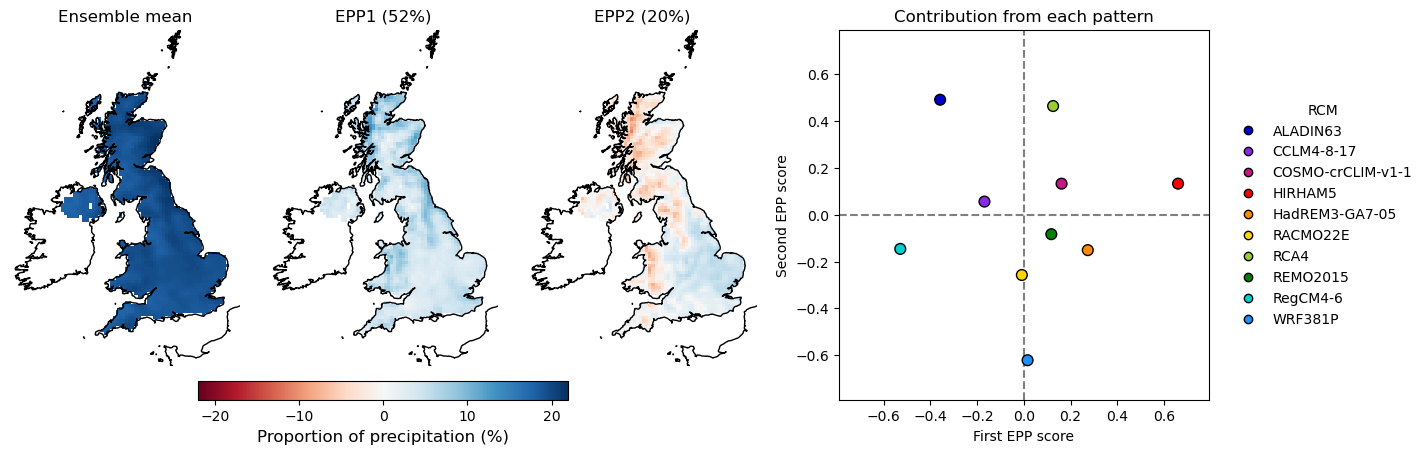 Ensemble mean
EPP1 (52%)
EPP2 (20%)
Contribution from each pattern
−20
−10
0
10
20
Proportion of precipitation (%)
Second EPP score
0.6
0.4
0.2
0.0
−0.2
−0.4
−0.6
−0.6
−0.4
−0.2
0.0
0.2
0.4
0.6
First EPP score
RCM
ALADIN63
CCLM4-8-17
COSMO-crCLIM-v1-1
HIRHAM5
HadREM3-GA7-05
RACMO22E
RCA4
REMO2015
RegCM4-6
WRF381P